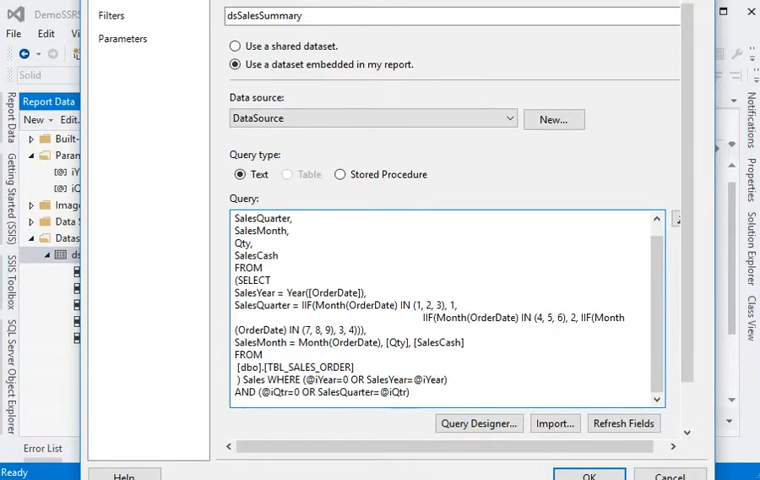 DemoSSRS
Filters
dsSalesSummary
File
Edit
Parameters
Use a shared dataset.
Use a dataset embedded in my report.
Solid
Data source:
Report Data
DataSource
New...
New
Edit.
Built-
Query type:
Param
Text
Table
Stored Procedure
Image
Query:
Data S
Datas
ds
SalesQuarter,
SalesMonth,
Qty,
SalesCash
FROM
(SELECT
SalesYear = Year([OrderDate]),
SalesQuarter = IIF(Month(OrderDate) IN (1, 2, 3), 1,
IIF(Month(OrderDate) IN (4, 5, 6), 2, IIF(Month
(OrderDate) IN (7, 8, 9), 3, 4))),
SalesMonth = Month(OrderDate), [Qty], [SalesCash]
FROM
[dbo].[TBL_SALES_ORDER]
) Sales WHERE (@iYear=0 OR SalesYear=@iYear)
AND (@iQtr=0 OR SalesQuarter=@iQtr)
Query Designer...
Import...
Refresh Fields
Report Data
Getting Started (SSIS)
SSIS Toolbox
SQL Server Object Explorer
Notifications
Properties
Solution Explorer
Class View
Error List
Ready
Help
OK
Cancel